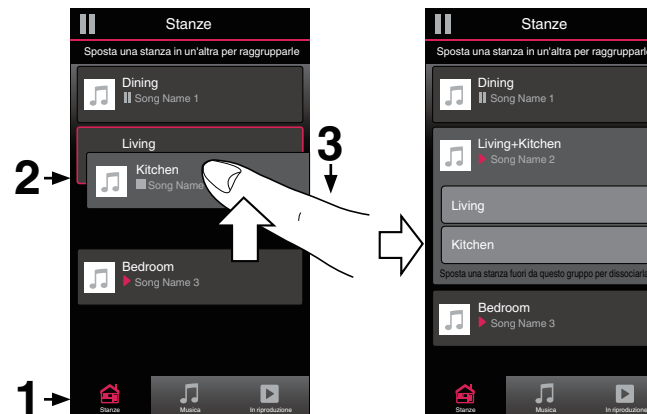 Stanze
Sposta una stanza in un'altra per raggrupparle
Dining
Song Name 1
Living
Kitchen
Song Name
Bedroom
Song Name 3
Stanze
Musica
In riproduzione
1
2
3
Stanze
Sposta una stanza in un'altra per raggrupparle
Dining
Song Name 1
Living+Kitchen
Song Name 2
Living
Kitchen
Sposta una stanza fuori da questo gruppo per dissociarla
Bedroom
Song Name 3
Stanze
Musica
In riproduzione